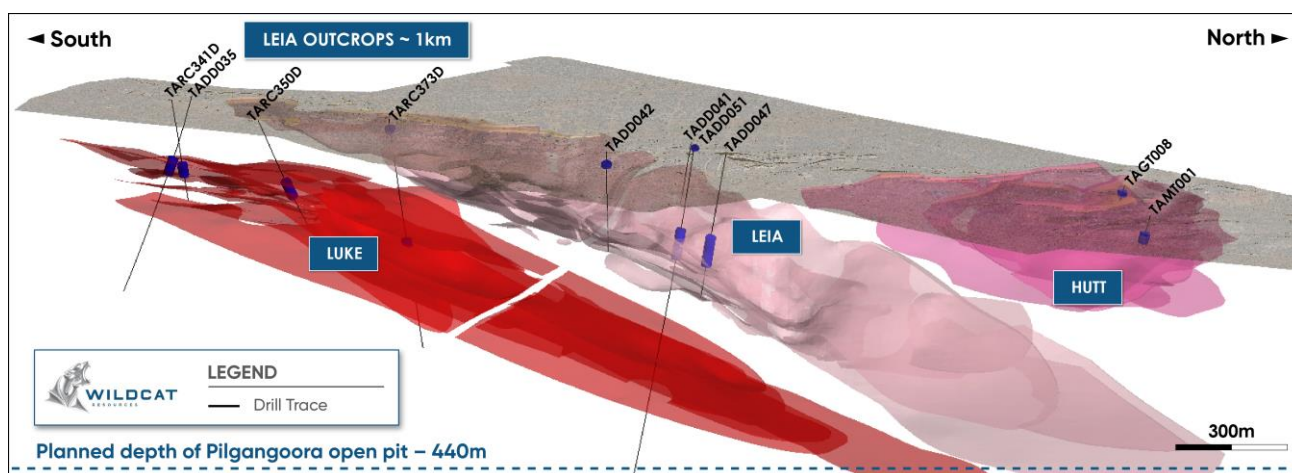 ◄ South
LEIA OUTCROPS ~ 1km
North ►
TARC341D
TADD035
TARC350D
TARC373D
TADD042
TADD041
TADD051
TADD047
TAGT008
TAMT001
LUKE
LEIA
HUTT
LEGEND
WILDCAT
RESOURCES
Drill Trace
300m
Planned depth of Pilgangoora open pit – 440m